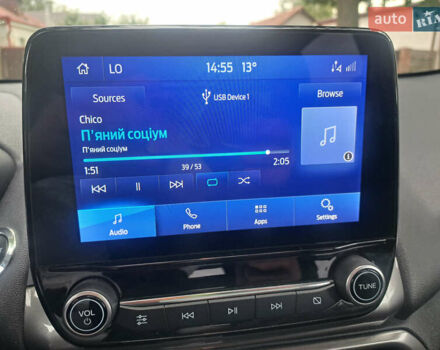 auto RIA
LO 14:55 13°
Sources USB Device 1 Browse
Chico
П'яний соціум
П'яний соціум
1:51 39 / 53 2:05
Audio Phone Apps Settings
VOL TUNE